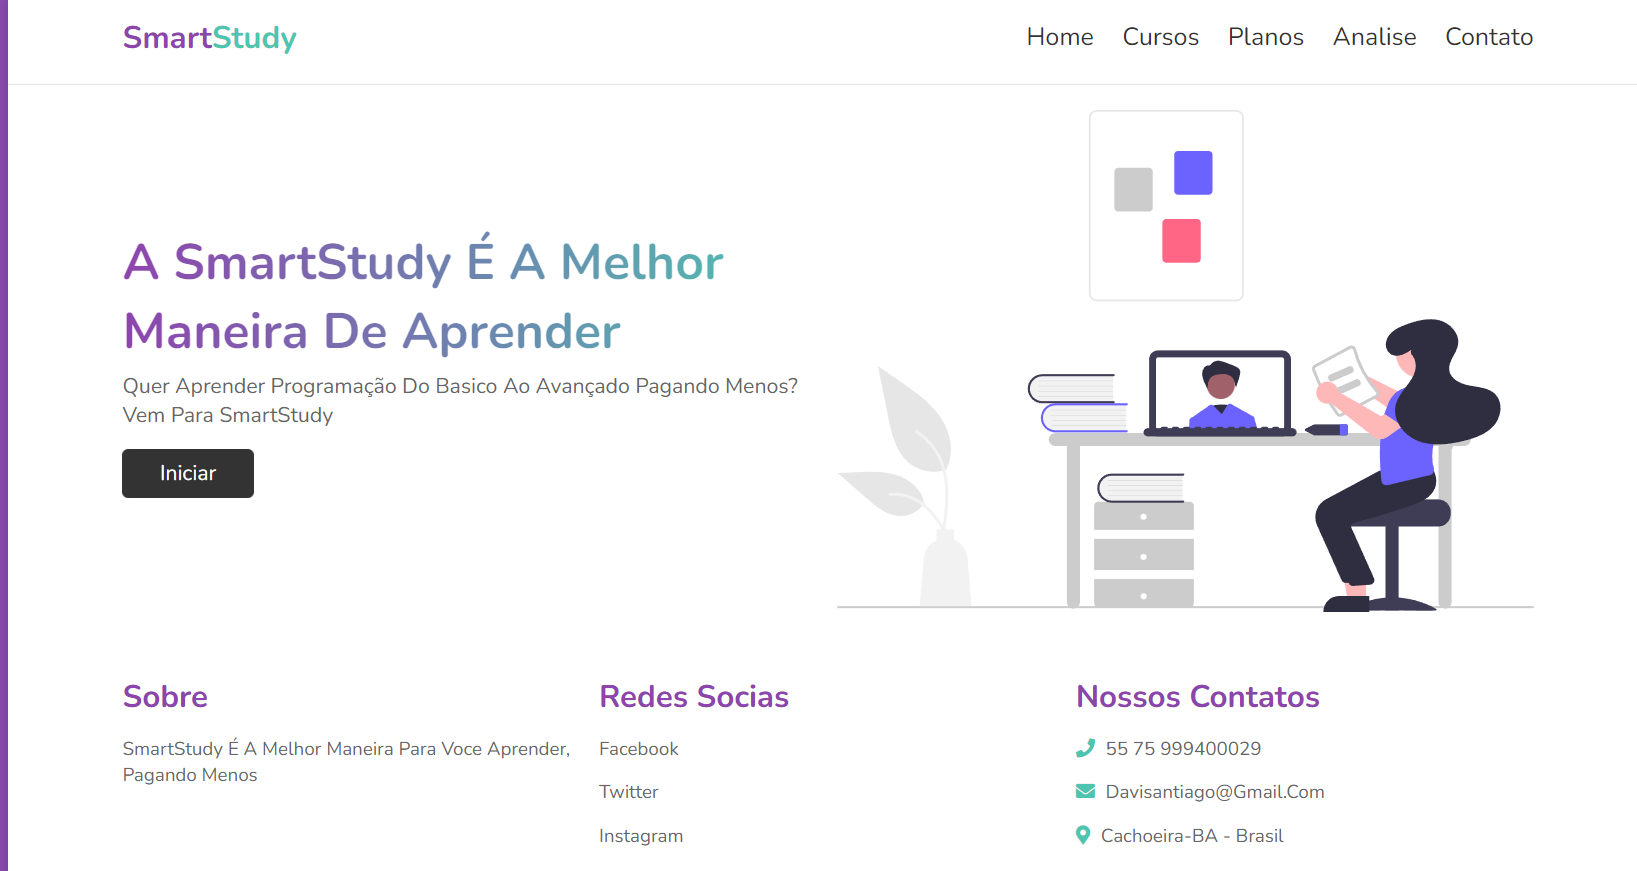 SmartStudy
Home Cursos Planos Analise Contato
A SmartStudy É A Melhor
Maneira De Aprender
Quer Aprender Programação Do Basico Ao Avançado Pagando Menos?
Vem Para SmartStudy
Iniciar
Sobre
SmartStudy É A Melhor Maneira Para Voce Aprender,
Pagando Menos
Redes Socias
Facebook
Twitter
Instagram
Nossos Contatos
55 75 999400029
Davisantiago@Gmail.Com
Cachoeira-BA - Brasil